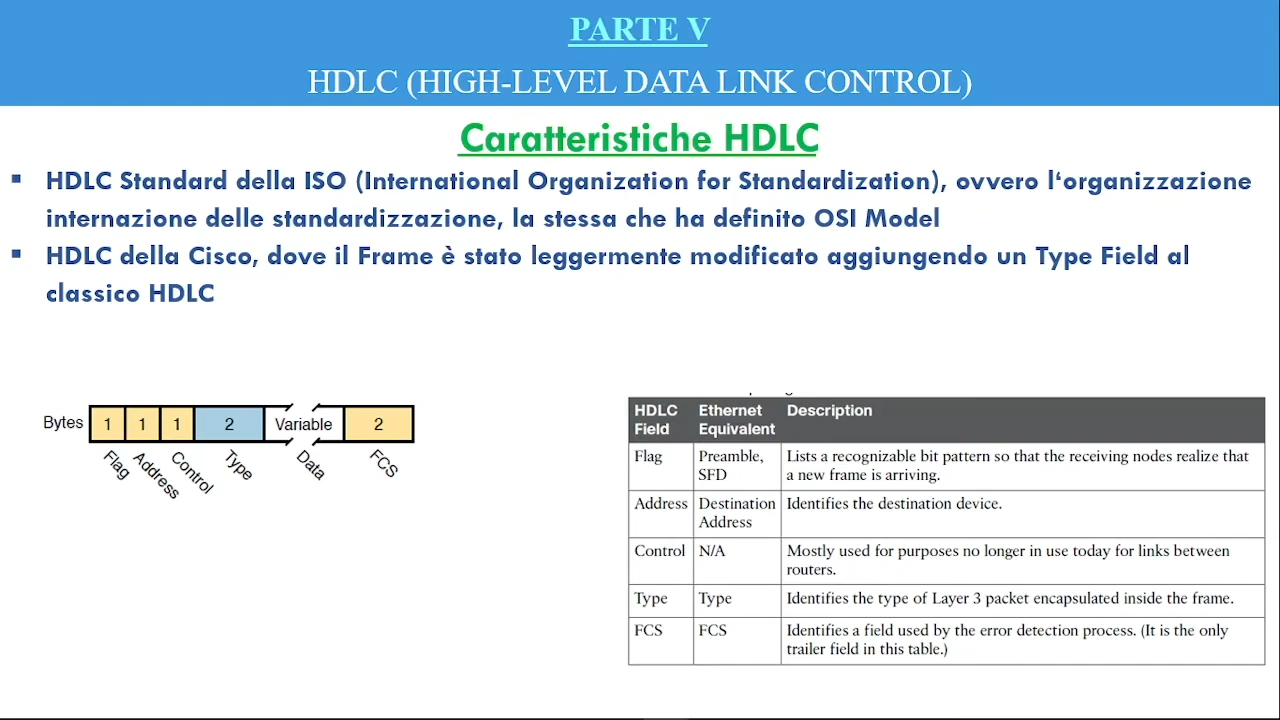 PARTE V
HDLC (HIGH-LEVEL DATA LINK CONTROL)
Caratteristiche HDLC
▪ HDLC Standard della ISO (International Organization for Standardization), ovvero l‘organizzazione
internazione delle standardizzazione, la stessa che ha definito OSI Model
▪ HDLC della Cisco, dove il Frame è stato leggermente modificato aggiungendo un Type Field al
classico HDLC
Bytes 1 1 1 2 Variable 2
Flag Address Control Type Data FCS
HDLC Field Ethernet Equivalent Description
Flag Preamble, SFD Lists a recognizable bit pattern so that the receiving nodes realize that
a new frame is arriving.
Address Destination Address Identifies the destination device.
Control N/A Mostly used for purposes no longer in use today for links between
routers.
Type Type Identifies the type of Layer 3 packet encapsulated inside the frame.
FCS FCS Identifies a field used by the error detection process. (It is the only
trailer field in this table.)